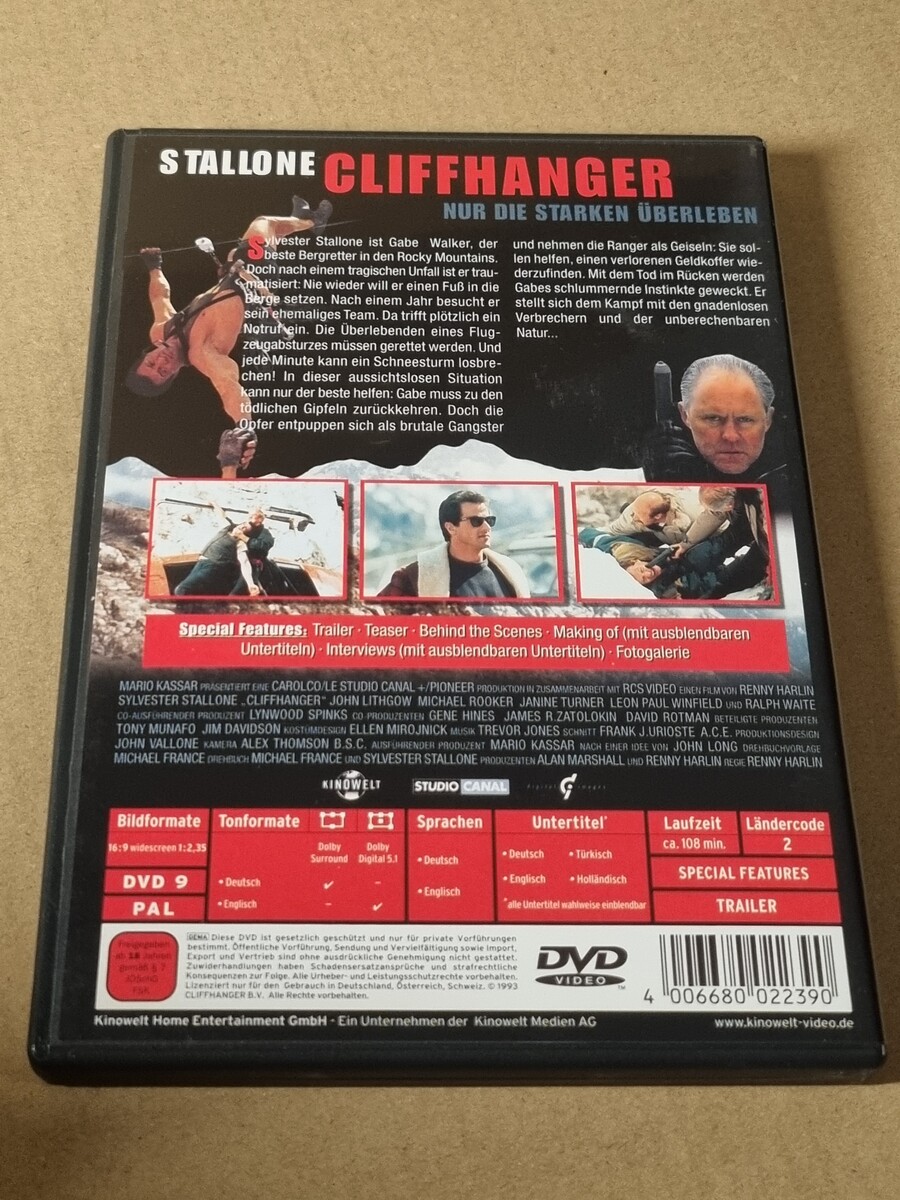 STALLONE CLIFFHANGER
NUR DIE STARKEN ÜBERLEBEN
Sylvester Stallone ist Gabe Walker, der
beste Bergretter in den Rocky Mountains.
Doch nach einem tragischen Unfall ist er trau-
matisiert: Nie wieder will er einen Fuß in die
Berge setzen. Nach einem Jahr besucht er
sein ehemaliges Team. Da trifft plötzlich ein
Notruf ein. Die Überlebenden eines Flug-
zeugabsturzes müssen gerettet werden. Und
jede Minute kann ein Schneesturm losbre-
chen! In dieser aussichtslosen Situation
kann nur der beste helfen: Gabe muss zu den
tödlichen Gipfeln zurückkehren. Doch die
Opfer entpuppen sich als brutale Gangster
und nehmen die Ranger als Geiseln: Sie sol-
len helfen, einen verlorenen Geldkoffer wie-
derzufinden. Mit dem Tod im Rücken werden
Gabes schlummernde Instinkte geweckt. Er
stellt sich dem Kampf mit den gnadenlosen
Verbrechern und der unberechenbaren
Natur...
Special Features: Trailer · Teaser · Behind the Scenes · Making of (mit ausblendbaren
Untertiteln) · Interviews (mit ausblendbaren Untertiteln) · Fotogalerie
MARIO KASSAR PRÄSENTIERT EINE CAROLCO/LE STUDIO CANAL +/PIONEER PRODUKTION IN ZUSAMMENARBEIT MIT RCS VIDEO EINEN FILM VON RENNY HARLIN
SYLVESTER STALLONE „CLIFFHANGER“ JOHN LITHGOW MICHAEL ROOKER JANINE TURNER LEON PAUL WINFIELD UND RALPH WAITE
CO-AUSFÜHRENDER PRODUZENT LYNWOOD SPINKS CO-PRODUZENTEN GENE HINES JAMES R.ZATOLOKIN DAVID ROTMAN BETEILIGTE PRODUZENTEN
TONY MUNAFO JIM DAVIDSON KOSTÜMDESIGN ELLEN MIROJNICK MUSIK TREVOR JONES SCHNITT FRANK J.URIOSTE A.C.E. PRODUKTIONSDESIGN
JOHN VALLONE KAMERA ALEX THOMSON B.S.C. AUSFÜHRENDER PRODUZENT MARIO KASSAR NACH EINER IDEE VON JOHN LONG DREHBUCHVORLAGE
MICHAEL FRANCE DREHBUCH MICHAEL FRANCE UND SYLVESTER STALLONE PRODUZENTEN ALAN MARSHALL UND RENNY HARLIN REGIE RENNY HARLIN
KINOWELT STUDIO CANAL digital images
Bildformate
16:9 widescreen 1:2,35
DVD 9
PAL
Tonformate
Dolby Surround
Dolby Digital 5.1
• Deutsch ✓ –
• Englisch – ✓
Sprachen
• Deutsch
• Englisch
Untertitel*
• Deutsch • Türkisch
• Englisch • Holländisch
*alle Untertitel wahlweise einblendbar
Laufzeit
ca. 108 min.
Ländercode
2
SPECIAL FEATURES
TRAILER
Freigegeben
ab 18 Jahren
gemäß § 7
JÖSchG
FSK
GEMA Diese DVD ist gesetzlich geschützt und nur für private Vorführungen
bestimmt. Öffentliche Vorführung, Sendung und Vervielfältigung sowie Import,
Export und Vertrieb sind ohne ausdrückliche Genehmigung nicht gestattet.
Zuwiderhandlungen haben Schadensersatzansprüche und strafrechtliche
Konsequenzen zur Folge. Alle Urheber- und Leistungsschutzrechte vorbehalten.
Lizenziert nur für den Gebrauch in Deutschland, Österreich, Schweiz. © 1993
CLIFFHANGER B.V. Alle Rechte vorbehalten.
DVD
VIDEO
TM
4 006680 022390
Kinowelt Home Entertainment GmbH · Ein Unternehmen der Kinowelt Medien AG
www.kinowelt-video.de